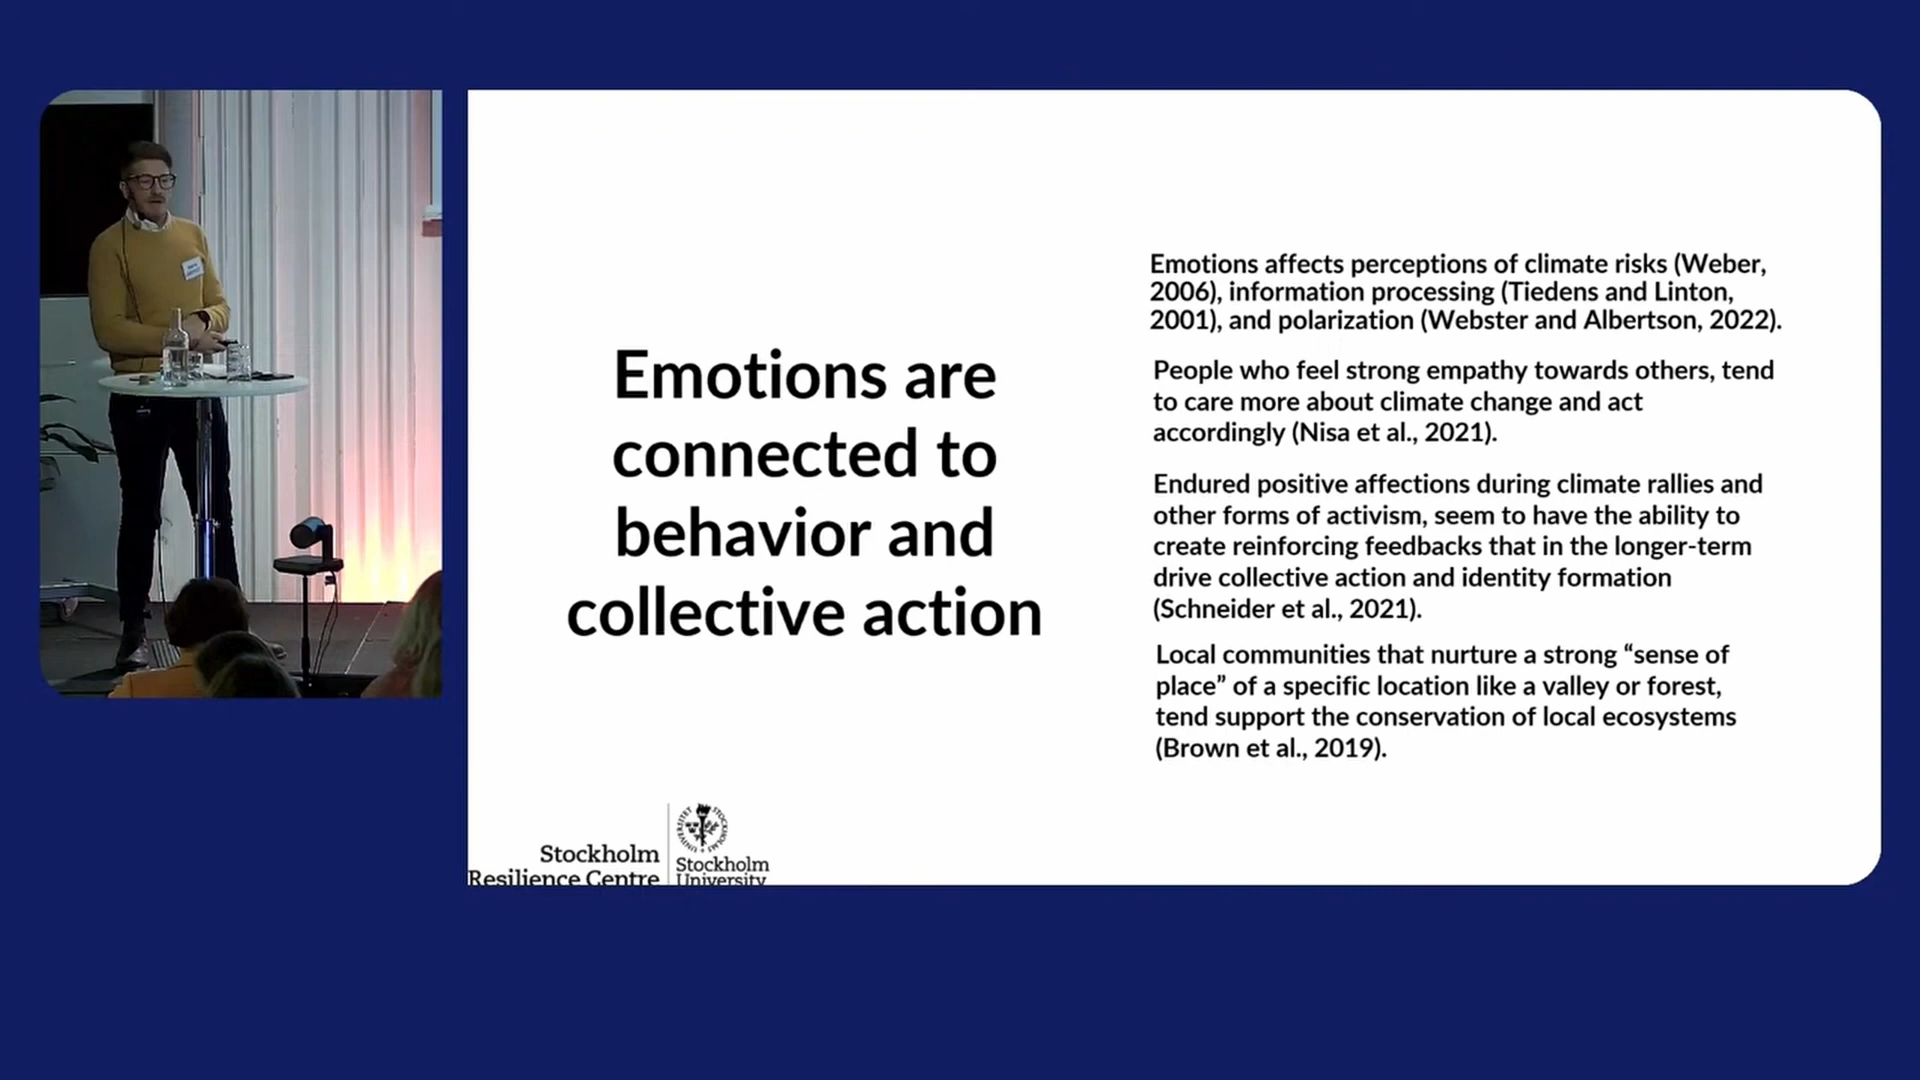 Emotions are
connected to
behavior and
collective action
Emotions affects perceptions of climate risks (Weber,
2006), information processing (Tiedens and Linton,
2001), and polarization (Webster and Albertson, 2022).
People who feel strong empathy towards others, tend
to care more about climate change and act
accordingly (Nisa et al., 2021).
Endured positive affections during climate rallies and
other forms of activism, seem to have the ability to
create reinforcing feedbacks that in the longer-term
drive collective action and identity formation
(Schneider et al., 2021).
Local communities that nurture a strong “sense of
place” of a specific location like a valley or forest,
tend support the conservation of local ecosystems
(Brown et al., 2019).
Stockholm
Resilience Centre
Stockholm
University